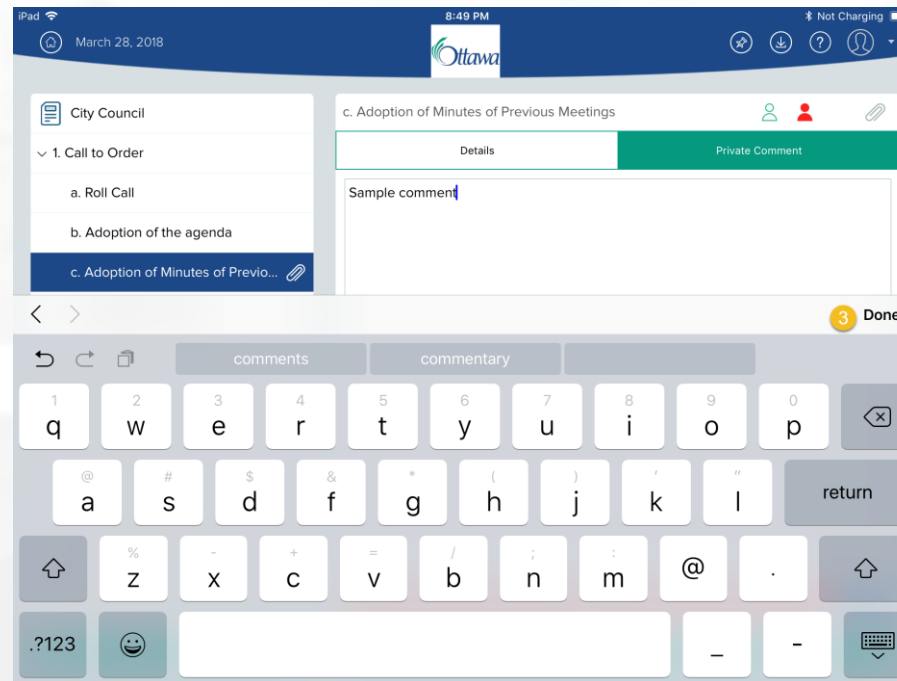 iPad 8:49 PM Not Charging
March 28, 2018
Ottawa
City Council
1. Call to Order
a. Roll Call
b. Adoption of the agenda
c. Adoption of Minutes of Previo...
c. Adoption of Minutes of Previous Meetings
Details Private Comment
Sample comment
3 Done
comments commentary
1 2 3 4 5 6 7 8 9 0
q w e r t y u i o p
@ # $ & * ( ) ' "
a s d f g h j k l return
% - + = / ; :
z x c v b n m @ .
.?123 _ -